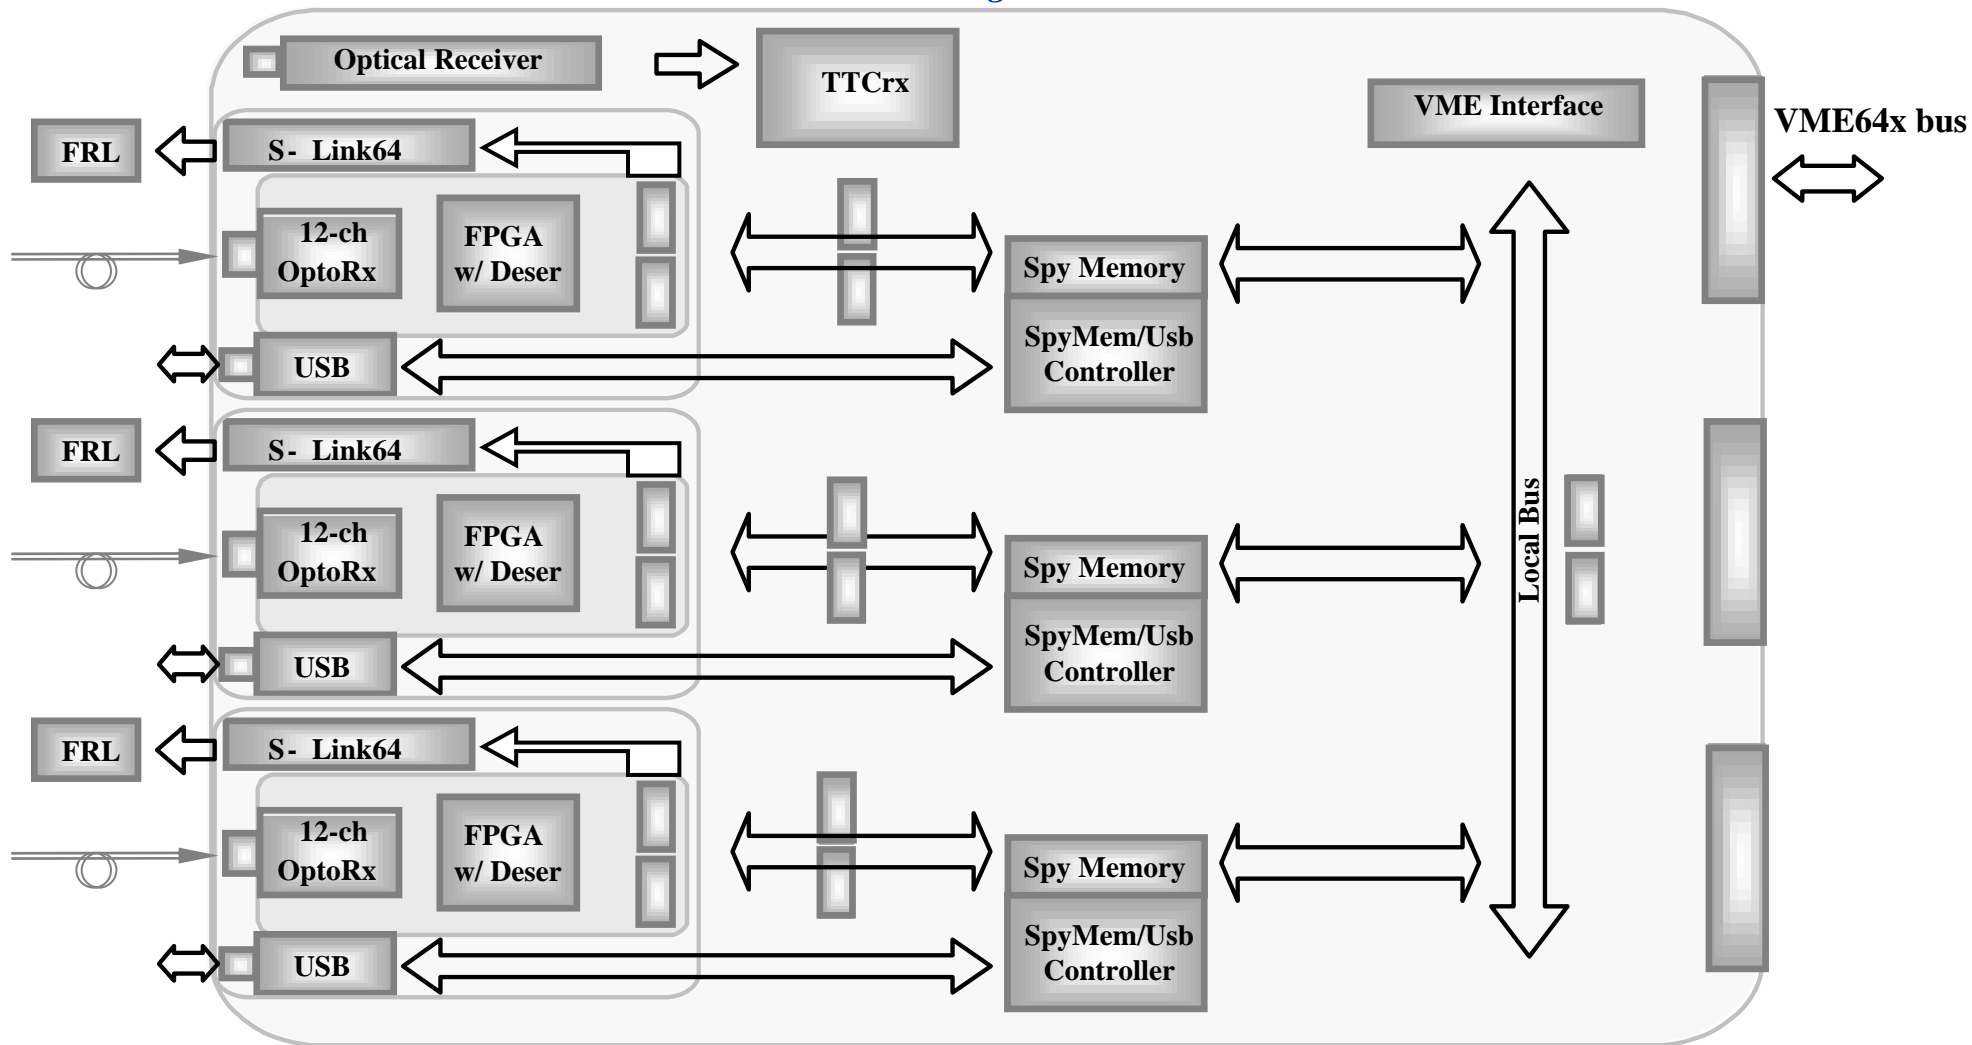 Optical Receiver
TTCrx
VME Interface
VME64x bus
FRL
S- Link64
12-ch
OptoRx
FPGA
w/ Deser
Spy Memory
USB
SpyMem/Usb
Controller
FRL
S- Link64
12-ch
OptoRx
FPGA
w/ Deser
Spy Memory
Local Bus
USB
SpyMem/Usb
Controller
FRL
S- Link64
12-ch
OptoRx
FPGA
w/ Deser
Spy Memory
USB
SpyMem/Usb
Controller